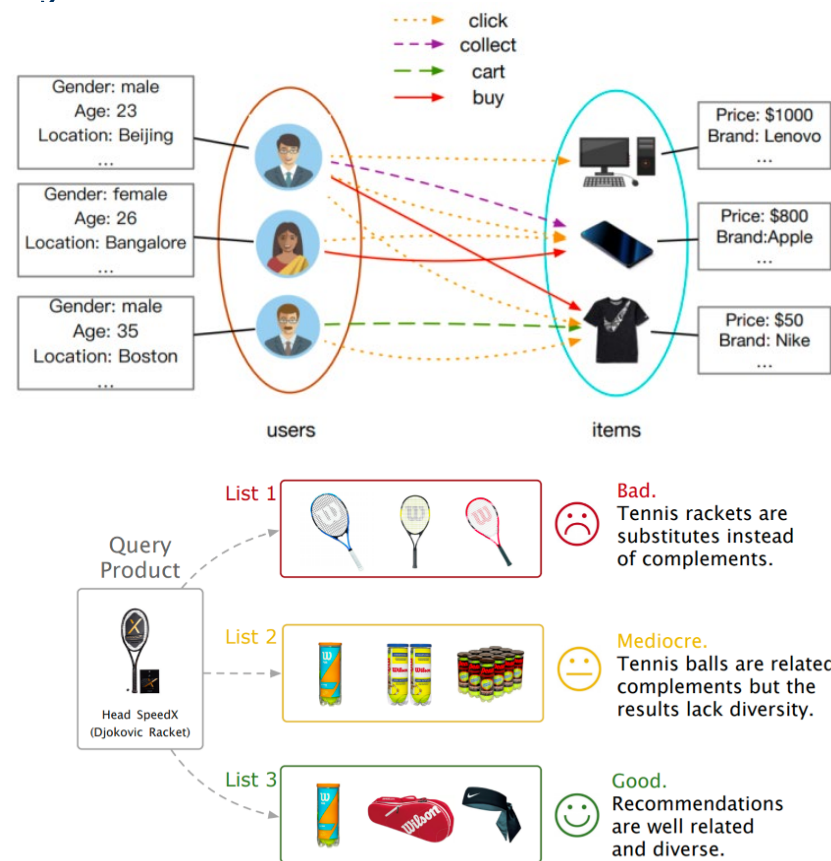 click
collect
cart
buy
Gender: male
Age: 23
Location: Beijing
...
Gender: female
Age: 26
Location: Bangalore
...
Gender: male
Age: 35
Location: Boston
...
Price: $1000
Brand: Lenovo
...
Price: $800
Brand:Apple
...
Price: $50
Brand: Nike
...
users
items
Query
Product
Head SpeedX
(Djokovic Racket)
List 1
Bad.
Tennis rackets are
substitutes instead
of complements.
List 2
Mediocre.
Tennis balls are related
complements but the
results lack diversity.
List 3
Wilson
Good.
Recommendations
are well related
and diverse.